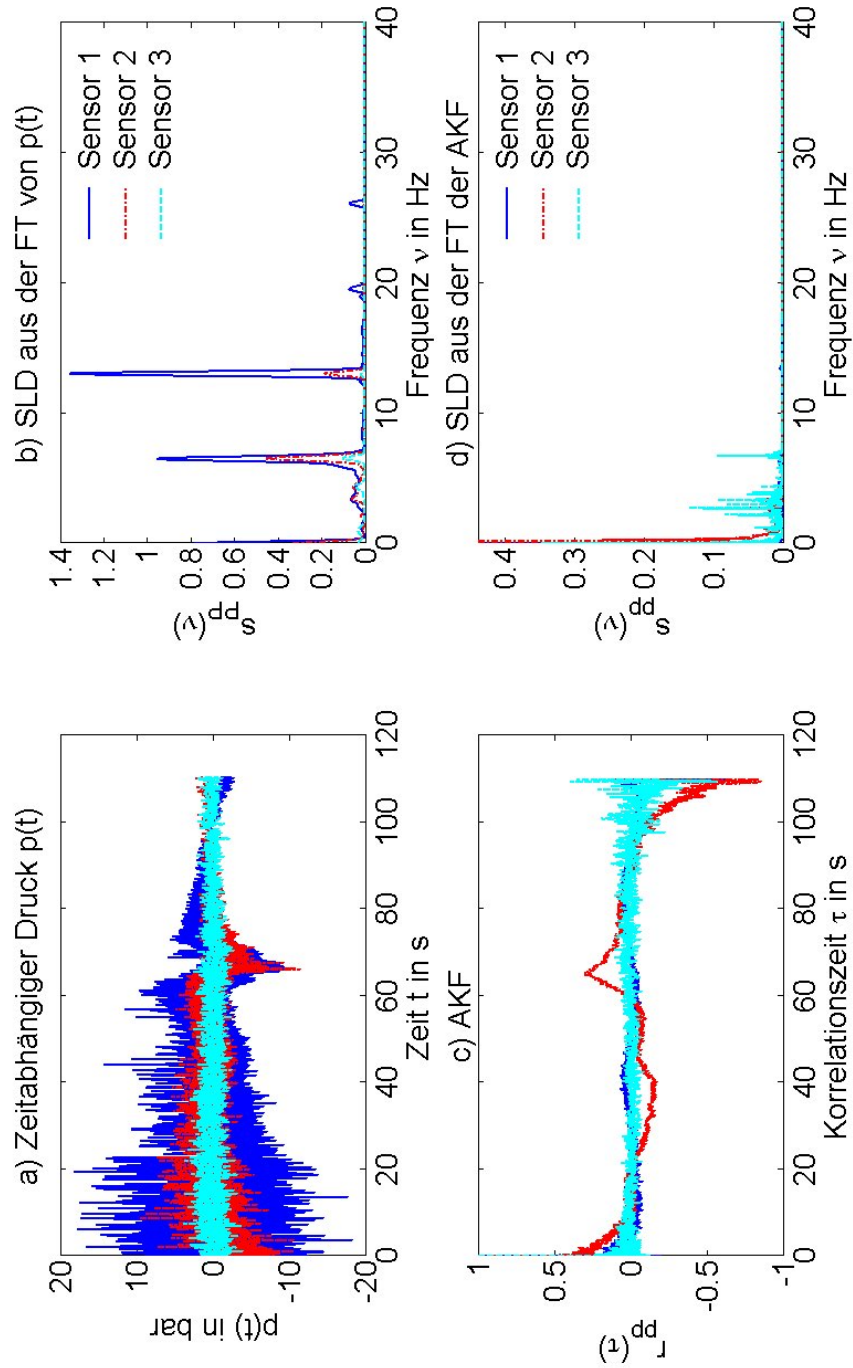 a) Zeitabhängiger Druck p(t)
20
10
0
-10
-20
p(t) in bar
0
20
40
60
80
100
120
Zeit t in s
b) SLD aus der FT von p(t)
1.4
1.2
1
0.8
0.6
0.4
0.2
0
spp(ν)
Sensor 1
Sensor 2
Sensor 3
0
10
20
30
40
Frequenz ν in Hz
c) AKF
1
0.5
0
-0.5
-1
rpp(τ)
0
20
40
60
80
100
120
Korrelationszeit τ in s
d) SLD aus der FT der AKF
0.4
0.3
0.2
0.1
0
spp(ν)
Sensor 1
Sensor 2
Sensor 3
0
10
20
30
40
Frequenz ν in Hz